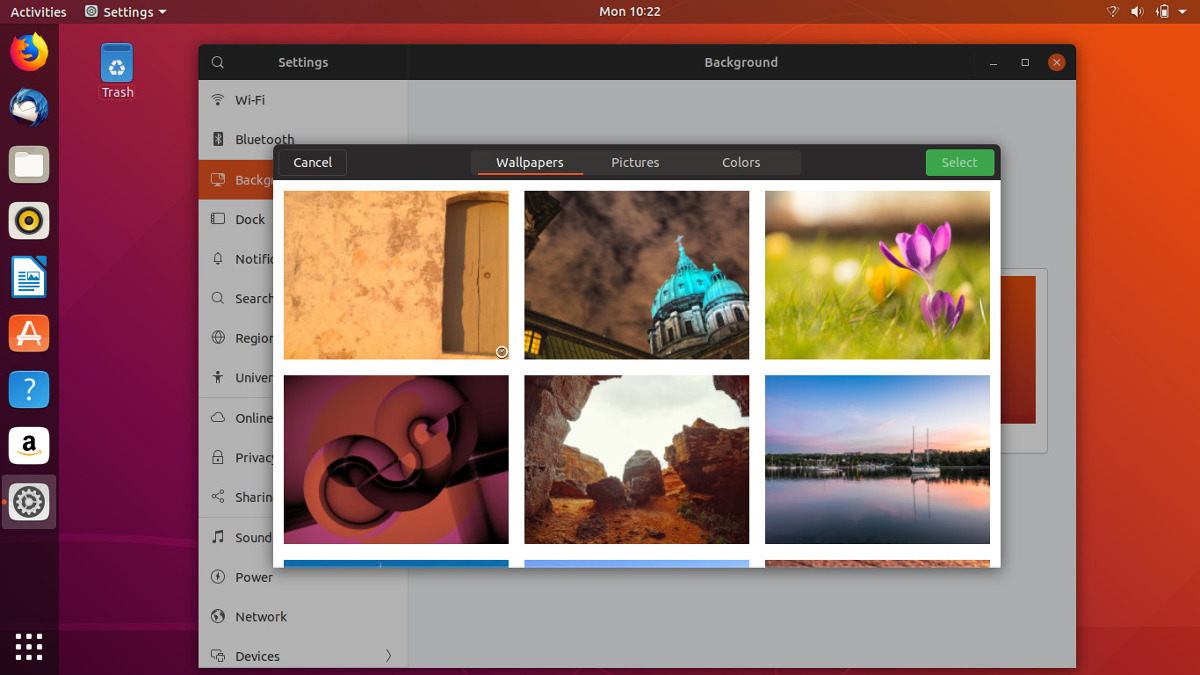 Activities Settings Mon 10:22
Trash
Settings Background
Wi-Fi
Bluetooth
Cancel Wallpapers Pictures Colors Select
Backg
Dock
Notific
Search
Region
Univer
Online
Privacy
Sharin
Sound
Power
Network
Devices
A
?
a